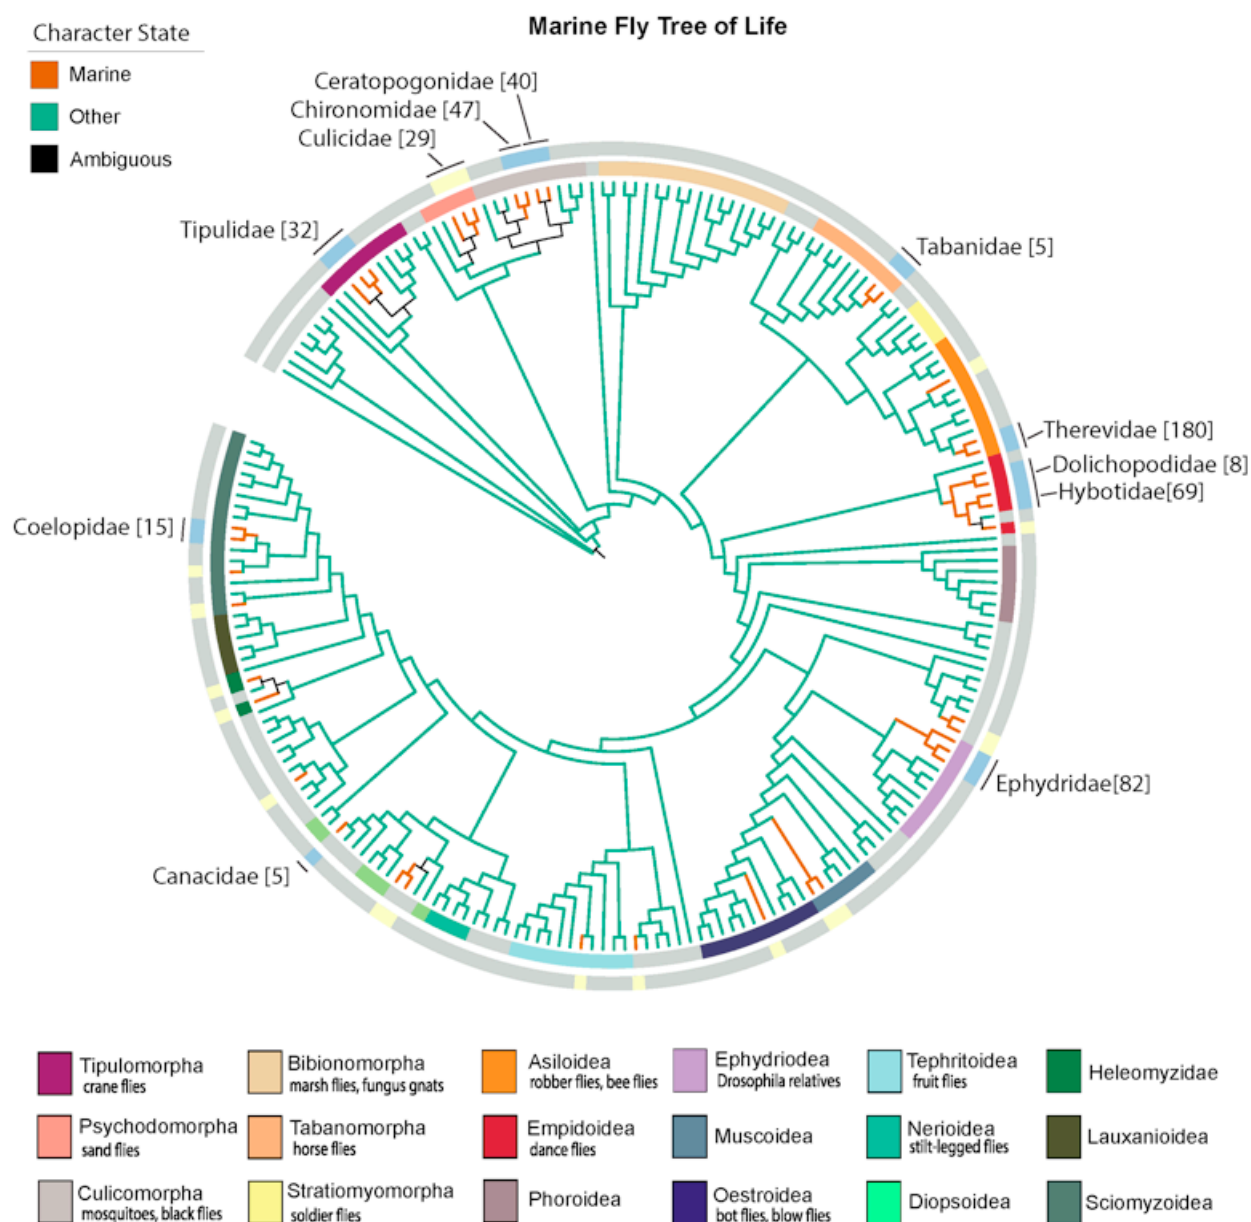 Marine Fly Tree of Life
Character State
Marine
Other
Ambiguous
Ceratopogonidae [40]
Chironomidae [47]
Culicidae [29]
Tipulidae [32]
Tabanidae [5]
Therevidae [180]
Dolichopodidae [8]
Hybotidae[69]
Coelopidae [15]
Ephydridae[82]
Canacidae [5]
Tipulomorpha
crane flies
Bibionomorpha
marsh flies, fungus gnats
Asiloidea
robber flies, bee flies
Ephydriodea
Drosophila relatives
Tephritoidea
fruit flies
Heleomyzidae
Psychodomorpha
sand flies
Tabanomorpha
horse flies
Empidoidea
dance flies
Muscoidea
Nerioidea
stilt-legged flies
Lauxanioidea
Culicomorpha
mosquitoes, black flies
Stratiomyomorpha
soldier flies
Phoroidea
Oestroidea
bot flies, blow flies
Diopsoidea
Sciomyzoidea